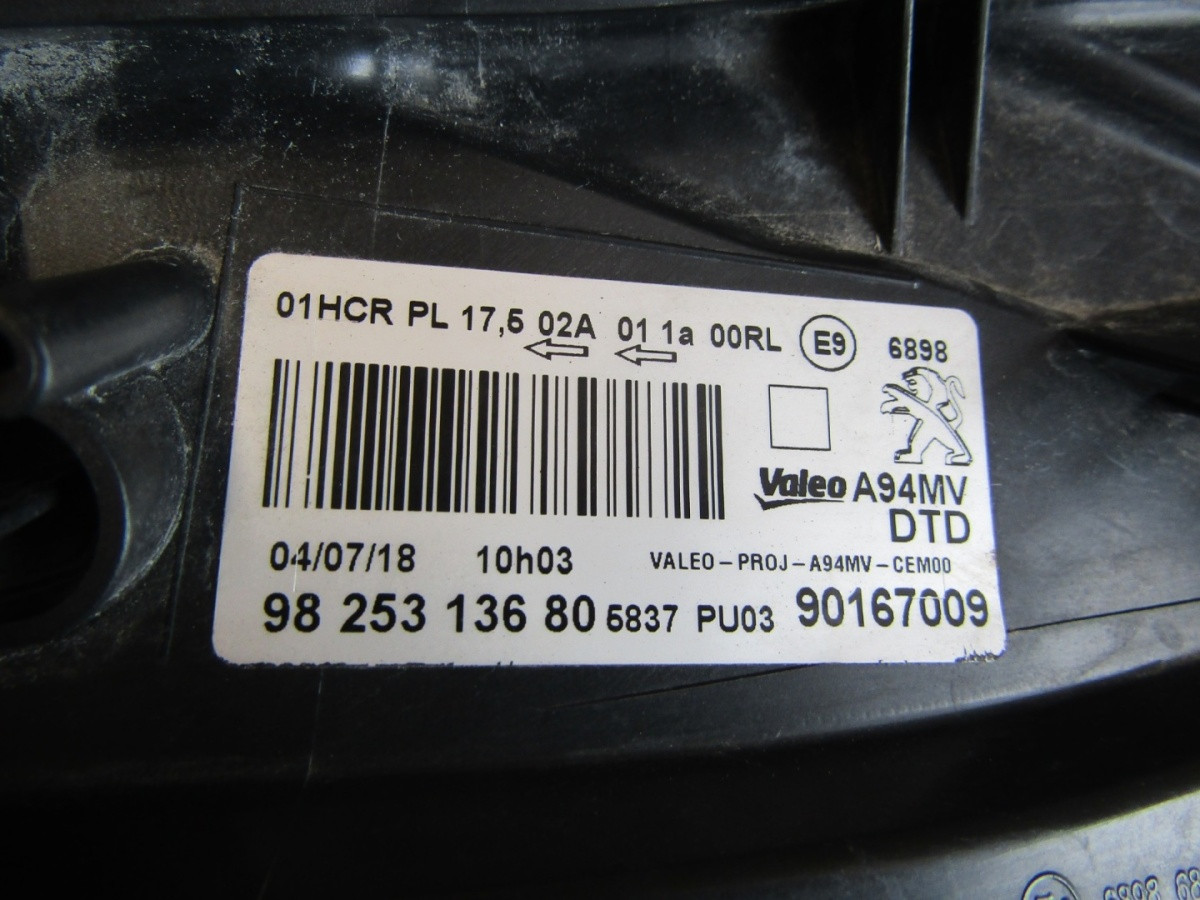 01HCR PL 17,5 02A 01 1a 00RL E9 6898
Valeo A94MV
DTD
04/07/18 10h03 VALEO-PROJ-A94MV-CEM00
98 253 136 80 5837 PU03 90167009
6898